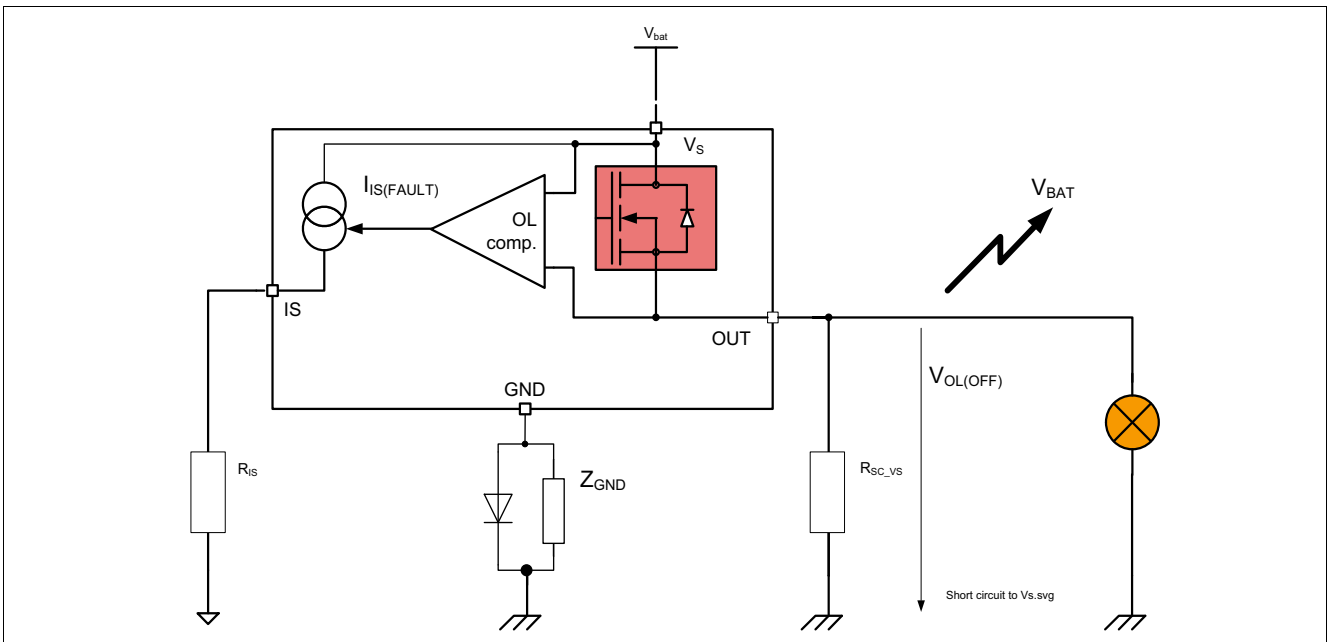 Vbat
VS
IIS(FAULT)
OL
comp.
VBAT
IS
OUT
VOL(OFF)
GND
RIS
ZGND
RSC_VS
Short circuit to Vs.svg